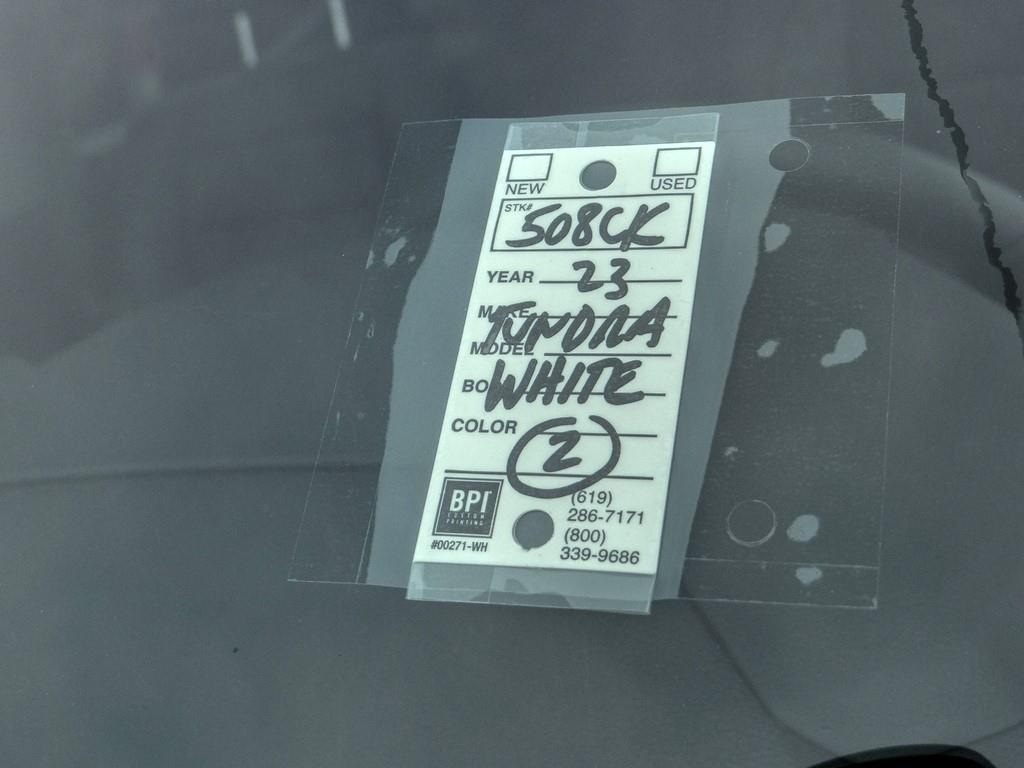 NEW USED
STK# 508CK
YEAR 23
MAKE TUNDRA
MODEL
BO WHITE
COLOR
2
BPI
CUSTOM
PRINTING
#00271-WH
(619)
286-7171
(800)
339-9686